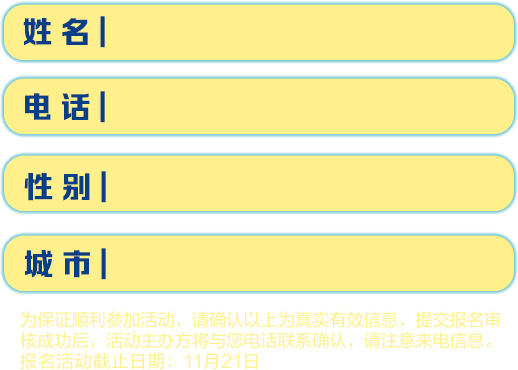 姓名|
电话|
性别|
城市|
为保证顺利参加活动，请确认以上为真实有效信息，提交报名审
核成功后，活动主办方将与您电话联系确认，请注意来电信息。
报名活动截止日期：11月21日